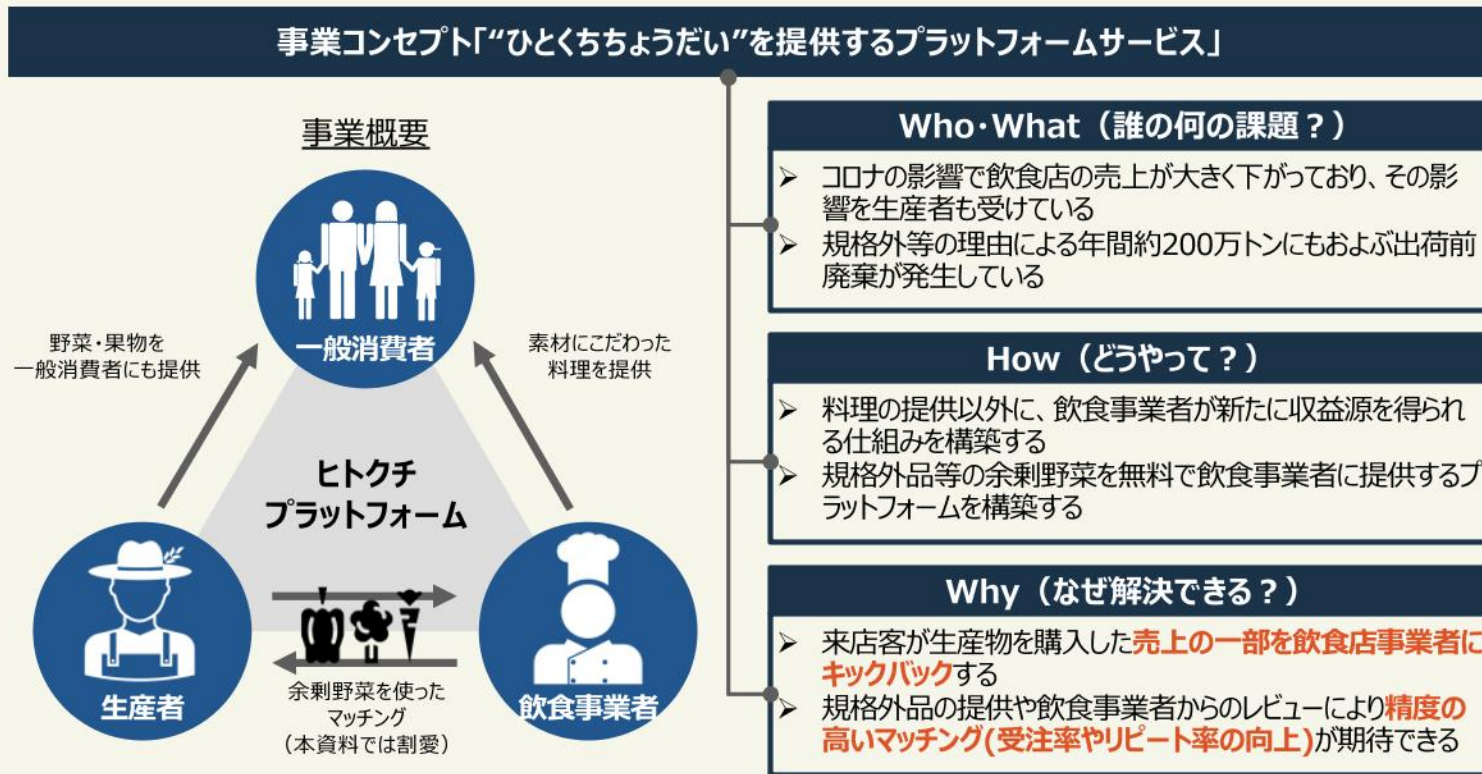 事業コンセプト「“ひとくちちょうだい”を提供するプラットフォームサービス」
事業概要
一般消費者
野菜・果物を
一般消費者にも提供
素材にこだわった
料理を提供
ヒトクチ
プラットフォーム
生産者
飲食事業者
余剰野菜を使った
マッチング
（本資料では割愛）
Who・What（誰の何の課題？）
➢ コロナの影響で飲食店の売上が大きく下がっており、その影
響を生産者も受けている
➢ 規格外等の理由による年間約200万トンにもおよぶ出荷前
廃棄が発生している
How（どうやって？）
➢ 料理の提供以外に、飲食事業者が新たに収益源を得られ
る仕組みを構築する
➢ 規格外品等の余剰野菜を無料で飲食事業者に提供するプ
ラットフォームを構築する
Why（なぜ解決できる？）
➢ 来店客が生産物を購入した売上の一部を飲食店事業者に
キックバックする
➢ 規格外品の提供や飲食事業者からのレビューにより精度の
高いマッチング(受注率やリピート率の向上)が期待できる